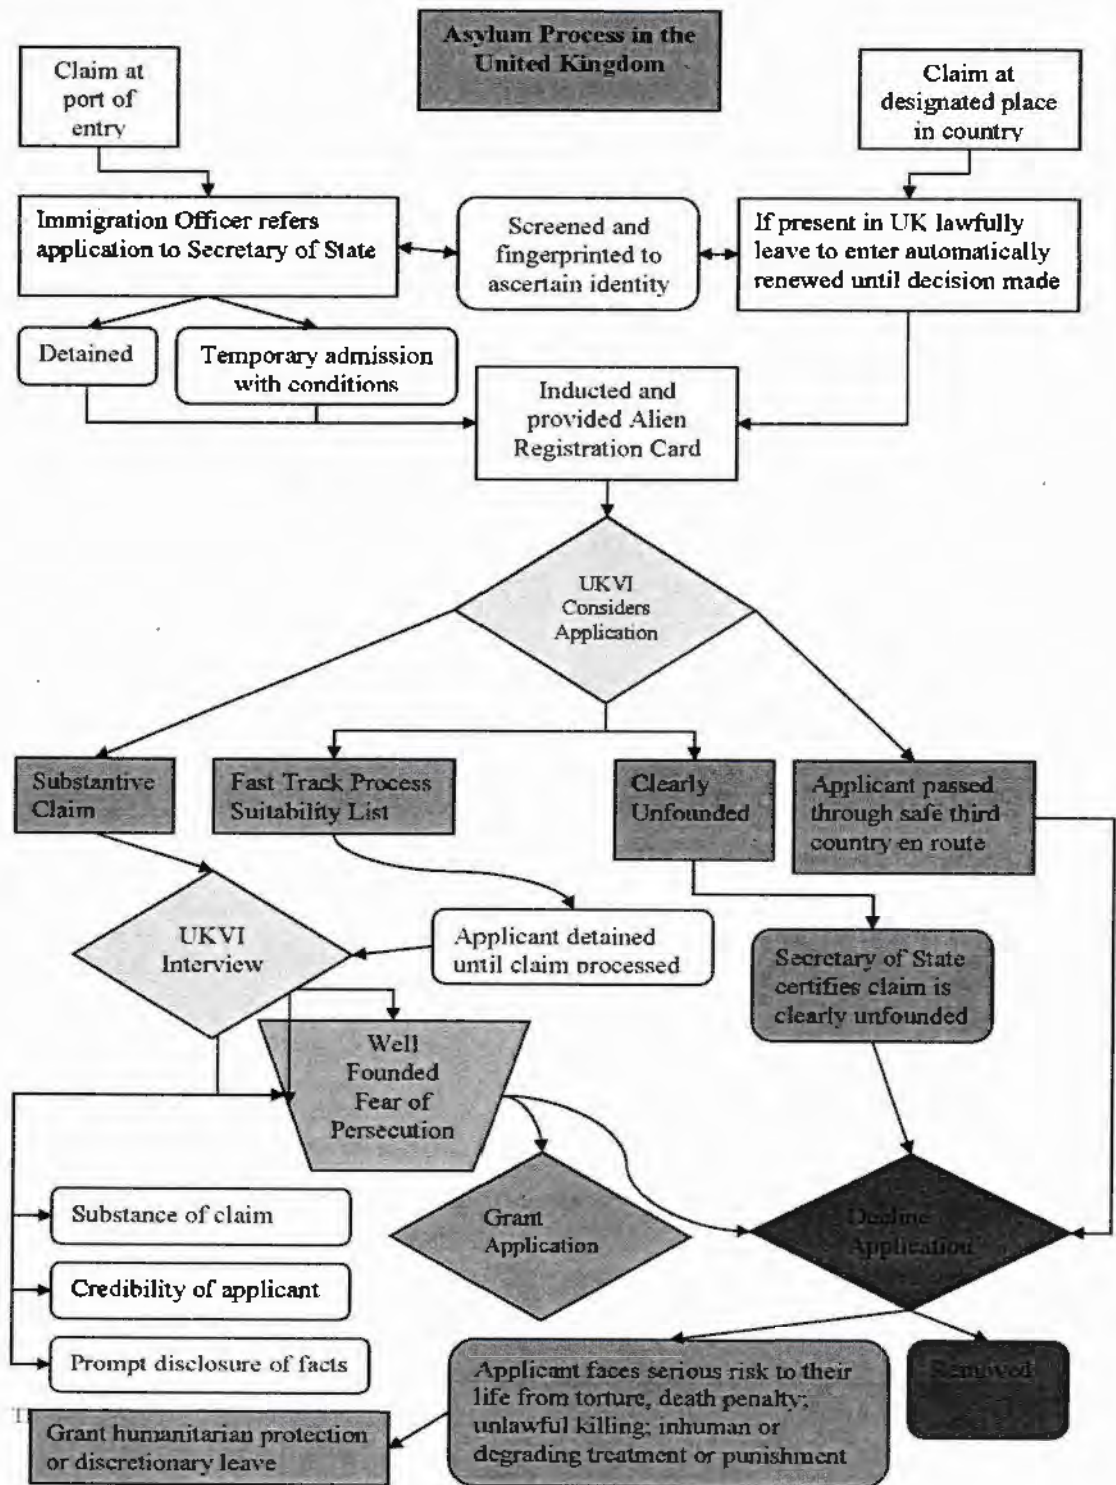 Asylum Process in the
United Kingdom
Claim at
port of
entry
Claim at
designated place
in country
Immigration Officer refers
application to Secretary of State
Screened and
fingerprinted to
ascertain identity
If present in UK lawfully
leave to enter automatically
renewed until decision made
Detained
Temporary admission
with conditions
Inducted and
provided Alien
Registration Card
UKVI
Considers
Application
Substantive
Claim
Fast Track Process
Suitability List
Clearly
Unfounded
Applicant passed
through safe third
country en route
UKVI
Interview
Applicant detained
until claim processed
Secretary of State
certifies claim is
clearly unfounded
Well
Founded
Fear of
Persecution
Substance of claim
Grant
Application
Decline
Application
Credibility of applicant
Prompt disclosure of facts
Applicant faces serious risk to their
life from torture, death penalty;
unlawful killing; inhuman or
degrading treatment or punishment
Removed
Grant humanitarian protection
or discretionary leave